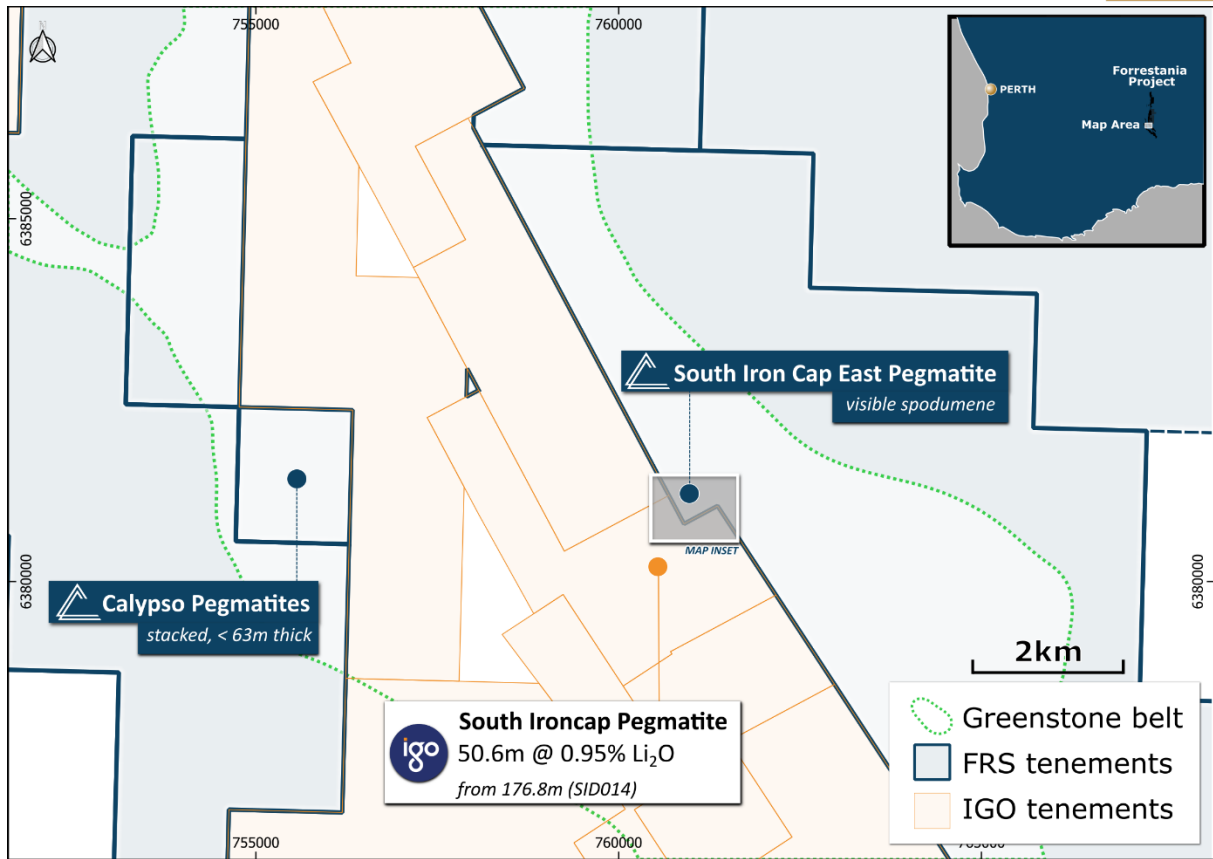 755000
760000
N
Forrestania
Project
PERTH
Map Area
6385000
South Iron Cap East Pegmatite
visible spodumene
MAP INSET
6380000
6380000
Calypso Pegmatites
stacked, < 63m thick
2km
igo
South Ironcap Pegmatite
50.6m @ 0.95% Li₂O
from 176.8m (SID014)
Greenstone belt
FRS tenements
IGO tenements
755000
760000